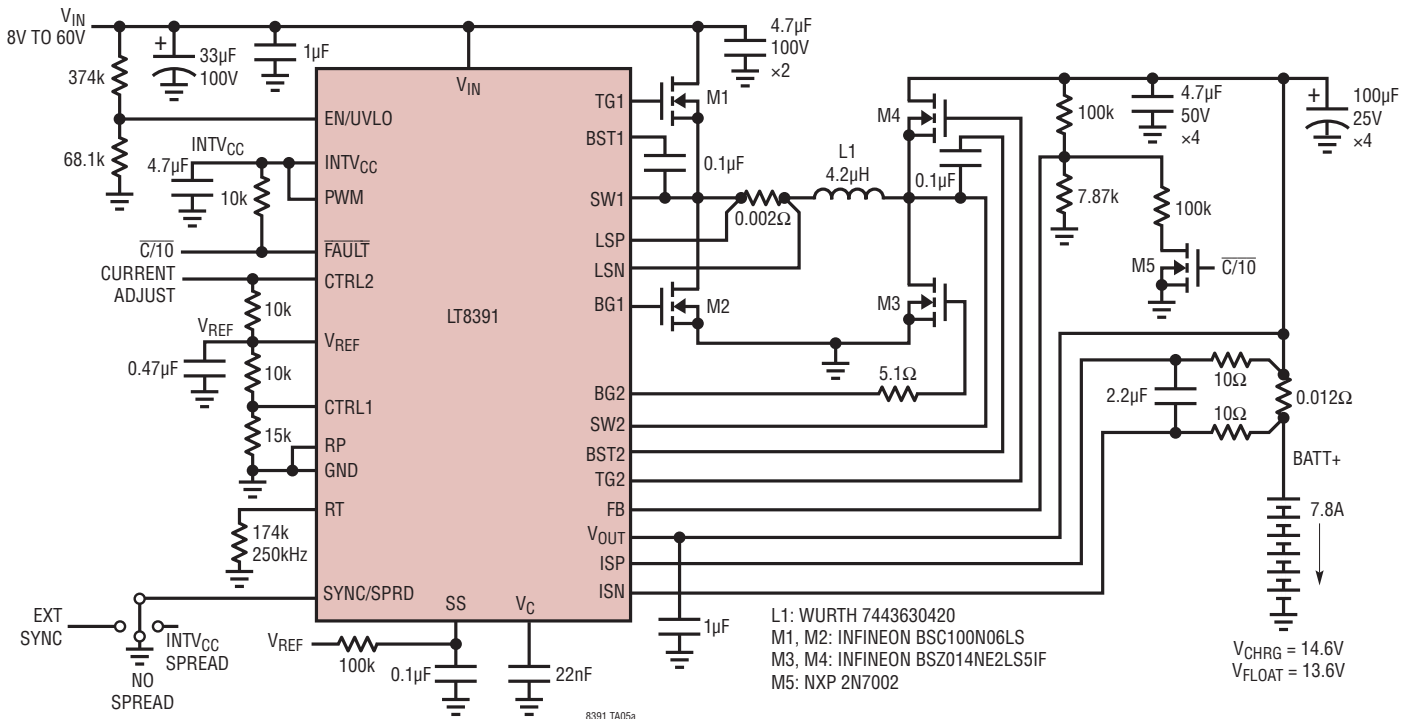 VIN
8V TO 60V
374k
68.1k
+
33µF
100V
1µF
4.7µF
100V
×2
VIN
EN/UVLO
INTVCC
PWM
FAULT
CTRL2
VREF
CTRL1
RP
GND
RT
SYNC/SPRD
SS
VC
LT8391
TG1
BST1
SW1
LSP
LSN
BG1
BG2
SW2
BST2
TG2
FB
VOUT
ISP
ISN
INTVCC
4.7µF
10k
C/10
CURRENT
ADJUST
10k
VREF
0.47µF
10k
15k
174k
250kHz
EXT
SYNC
INTVCC
SPREAD
NO
SPREAD
VREF
100k
0.1µF
22nF
1µF
M1
0.1µF
M2
0.002Ω
L1
4.2µH
M4
0.1µF
M3
5.1Ω
100k
4.7µF
50V
×4
+
100µF
25V
×4
7.87k
100k
M5
C/10
2.2µF
10Ω
10Ω
0.012Ω
BATT+
7.8A
VCHRG = 14.6V
VFLOAT = 13.6V
L1: WURTH 7443630420
M1, M2: INFINEON BSC100N06LS
M3, M4: INFINEON BSZ014NE2LS5IF
M5: NXP 2N7002
8391 TA05a